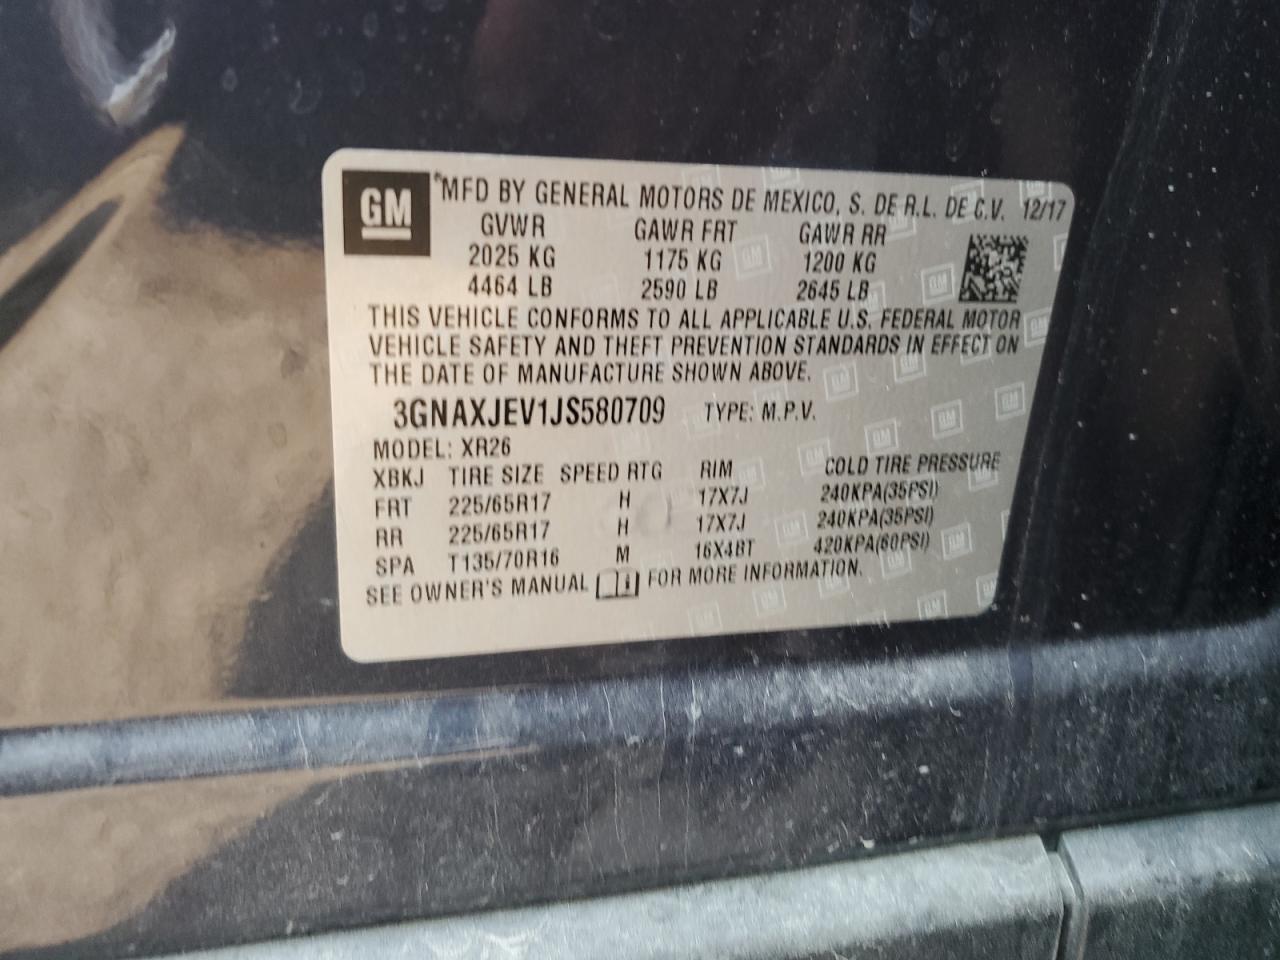 GM
*MFD BY GENERAL MOTORS DE MEXICO, S. DE R.L. DE C.V. 12/17
GVWR GAWR FRT GAWR RR
2025 KG 1175 KG 1200 KG
4464 LB 2590 LB 2645 LB
THIS VEHICLE CONFORMS TO ALL APPLICABLE U.S. FEDERAL MOTOR
VEHICLE SAFETY AND THEFT PREVENTION STANDARDS IN EFFECT ON
THE DATE OF MANUFACTURE SHOWN ABOVE.
3GNAXJEV1JS580709 TYPE: M.P.V.
MODEL: XR26
XBKJ TIRE SIZE SPEED RTG RIM COLD TIRE PRESSURE
FRT 225/65R17 H 17X7J 240KPA(35PSI)
RR 225/65R17 H 17X7J 240KPA(35PSI)
SPA T135/70R16 M 16X4BT 420KPA(60PSI)
SEE OWNER'S MANUAL FOR MORE INFORMATION.